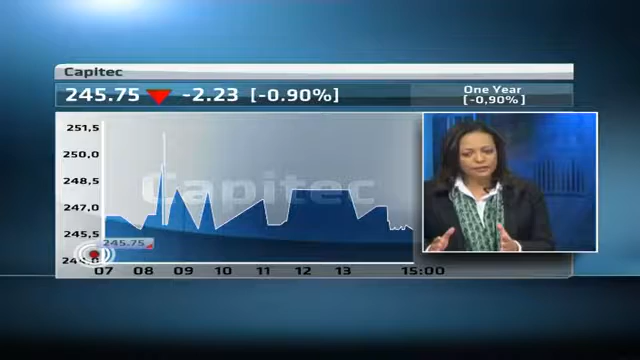 Capitec
245.75 -2.23 [-0.90%]
One Year
[-0,90%]
251,5
250,0
248,5
247,0
245,5
Capitec
245.75
07 08 09 10 11 12 13 15:00